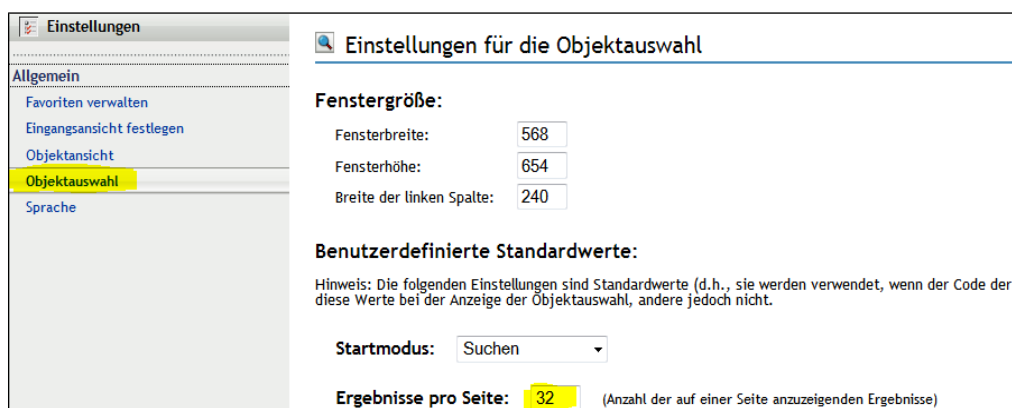 Einstellungen
Allgemein
Favoriten verwalten
Eingangsansicht festlegen
Objektansicht
Objektauswahl
Sprache
Einstellungen für die Objektauswahl
Fenstergröße:
Fensterbreite: 568
Fensterhöhe: 654
Breite der linken Spalte: 240
Benutzerdefinierte Standardwerte:
Hinweis: Die folgenden Einstellungen sind Standardwerte (d.h., sie werden verwendet, wenn der Code der
diese Werte bei der Anzeige der Objektauswahl, andere jedoch nicht.
Startmodus: Suchen
Ergebnisse pro Seite: 32 (Anzahl der auf einer Seite anzuzeigenden Ergebnisse)